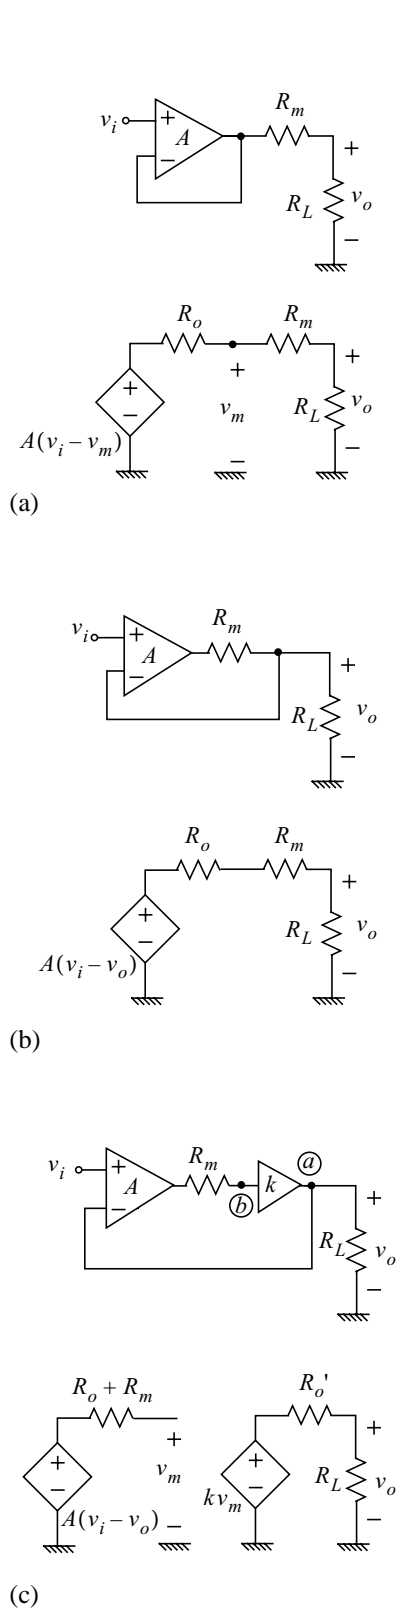 R_m
v_i + A − +
R_L v_o
−
R_o R_m
+ + +
− v_m R_L v_o
A(v_i – v_m) − −
(a)
R_m
v_i + A − +
R_L v_o
−
R_o R_m
+ +
− R_L v_o
A(v_i – v_o) −
(b)
v_i + A − R_m b k a +
R_L v_o
−
R_o + R_m R_o'
+ + + +
− v_m − R_L v_o
A(v_i – v_o) − kv_m −
(c)